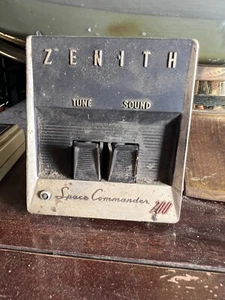 ZENITH
TUNE SOUND
Space Commander
200